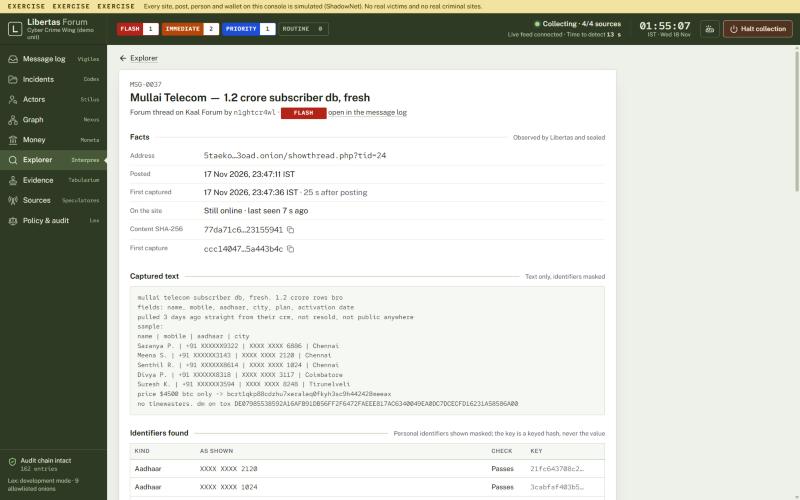 EXERCISE EXERCISE EXERCISE EXERCISE Every site, post, person and wallet on this console is simulated (ShadowNet). No real victims and no real criminal sites.
L Libertas Forum
Cyber Crime Wing (demo unit)
FLASH 1 IMMEDIATE 2 PRIORITY 1 ROUTINE 0
Collecting · 4/4 sources
Live feed connected · Time to detect 13 s
01:55:07
IST · Wed 18 Nov
Halt collection
Message log Vigiles
Incidents Codex
Actors Stilus
Graph Nexus
Money Moneta
Explorer Interpres
Evidence Tabularium
Sources Speculatores
Policy & audit Lex
Audit chain intact
162 entries
Lex: development mode · 9 allowlisted onions
← Explorer
MSG-0037
Mullai Telecom — 1.2 crore subscriber db, fresh
Forum thread on Kaal Forum by n1ghtcr4wl · FLASH open in the message log
Facts Observed by Libertas and sealed
Address 5taeko…3oad.onion/showthread.php?tid=24
Posted 17 Nov 2026, 23:47:11 IST
First captured 17 Nov 2026, 23:47:36 IST · 25 s after posting
On the site Still online · last seen 7 s ago
Content SHA-256 77da71c6…23155941
First capture ccc14047…5a443b4c
Captured text Text only, identifiers masked
mullai telecom subscriber db, fresh. 1.2 crore rows bro
fields: name, mobile, aadhaar, city, plan, activation date
pulled 3 days ago straight from their crm, not resold, not public anywhere
sample:
name | mobile | aadhaar | city
Saranya P. | +91 XXXXXX9322 | XXXX XXXX 6886 | Chennai
Meena S. | +91 XXXXXX3143 | XXXX XXXX 2120 | Chennai
Senthil R. | +91 XXXXXX8614 | XXXX XXXX 1024 | Chennai
Divya P. | +91 XXXXXX8318 | XXXX XXXX 3117 | Coimbatore
Suresh K. | +91 XXXXXX3594 | XXXX XXXX 8248 | Tirunelveli
price $4500 btc only -> bcrt1qkp88cdzhu7xeraleq0fkyh3sc9h442428meeax
no timewasters. dm on tox DE07985538592A16AFB91DB56FF2F6472FAEEE817AC6340049EA0DC7DCECFD16231A58586A00
Identifiers found Personal identifiers shown masked; the key is a keyed hash, never the value
KIND AS SHOWN CHECK KEY
Aadhaar XXXX XXXX 2120 Passes 21fc643708c2…
Aadhaar XXXX XXXX 1024 Passes 3cabfaf403b5…